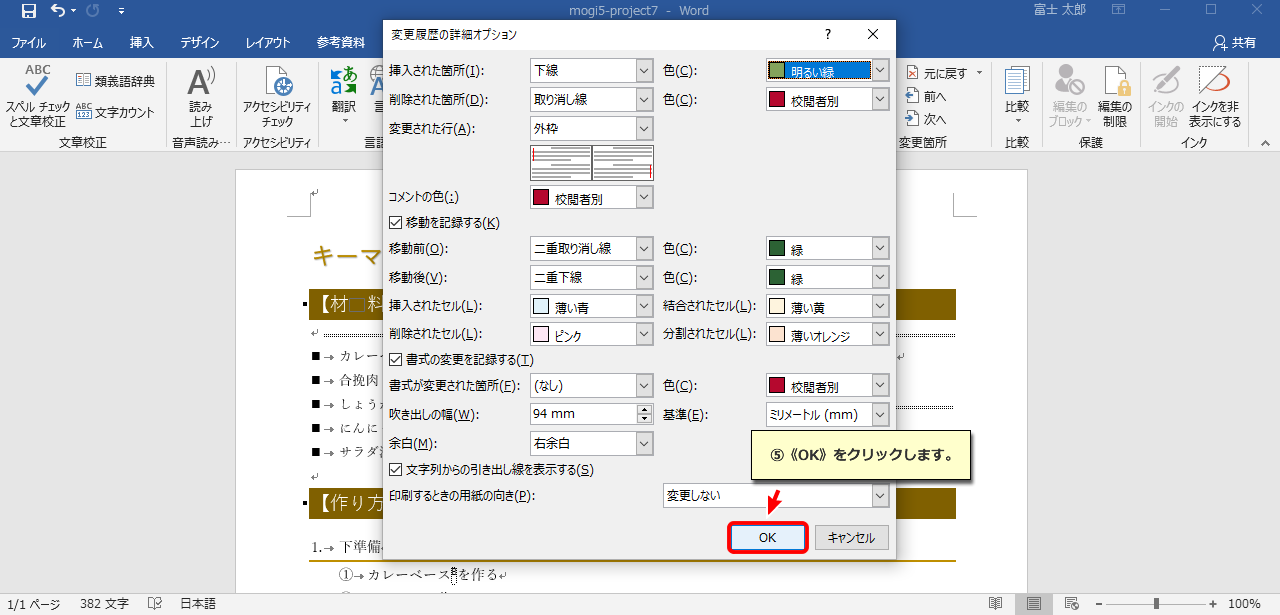 mogi5-project7 - Word
富士 太郎
ファイル ホーム 挿入 デザイン レイアウト 参考資料
共有
ABC
スペル チェックと文章校正
類義語辞典
文字カウント
文章校正
読み上げ
音声読み…
アクセシビリティ チェック
アクセシビリティ
翻訳
元に戻す
前へ
次へ
変更箇所
比較
比較
編集のブロック
編集の制限
保護
インクの開始
インクを非表示にする
インク
変更履歴の詳細オプション
? ×
挿入された箇所(I): 下線 色(C): 明るい緑
削除された箇所(D): 取り消し線 色(C): 校閲者別
変更された行(A): 外枠
コメントの色(:) 校閲者別
移動を記録する(K)
移動前(O): 二重取り消し線 色(C): 緑
移動後(V): 二重下線 色(C): 緑
挿入されたセル(L): 薄い青 結合されたセル(L): 薄い黄
削除されたセル(L): ピンク 分割されたセル(L): 薄いオレンジ
書式の変更を記録する(T)
書式が変更された箇所(F): (なし) 色(C): 校閲者別
吹き出しの幅(W): 94 mm 基準(E): ミリメートル (mm)
余白(M): 右余白
文字列からの引き出し線を表示する(S)
印刷するときの用紙の向き(P): 変更しない
⑤《OK》をクリックします。
OK キャンセル
キーマ
【材 料
■→カレーベー
■→合挽肉
■→しょうが
■→にんに
■→サラダ
【作り方
1.→下準備
①→カレーベースを作る
1/1 ページ 382 文字 日本語
100%